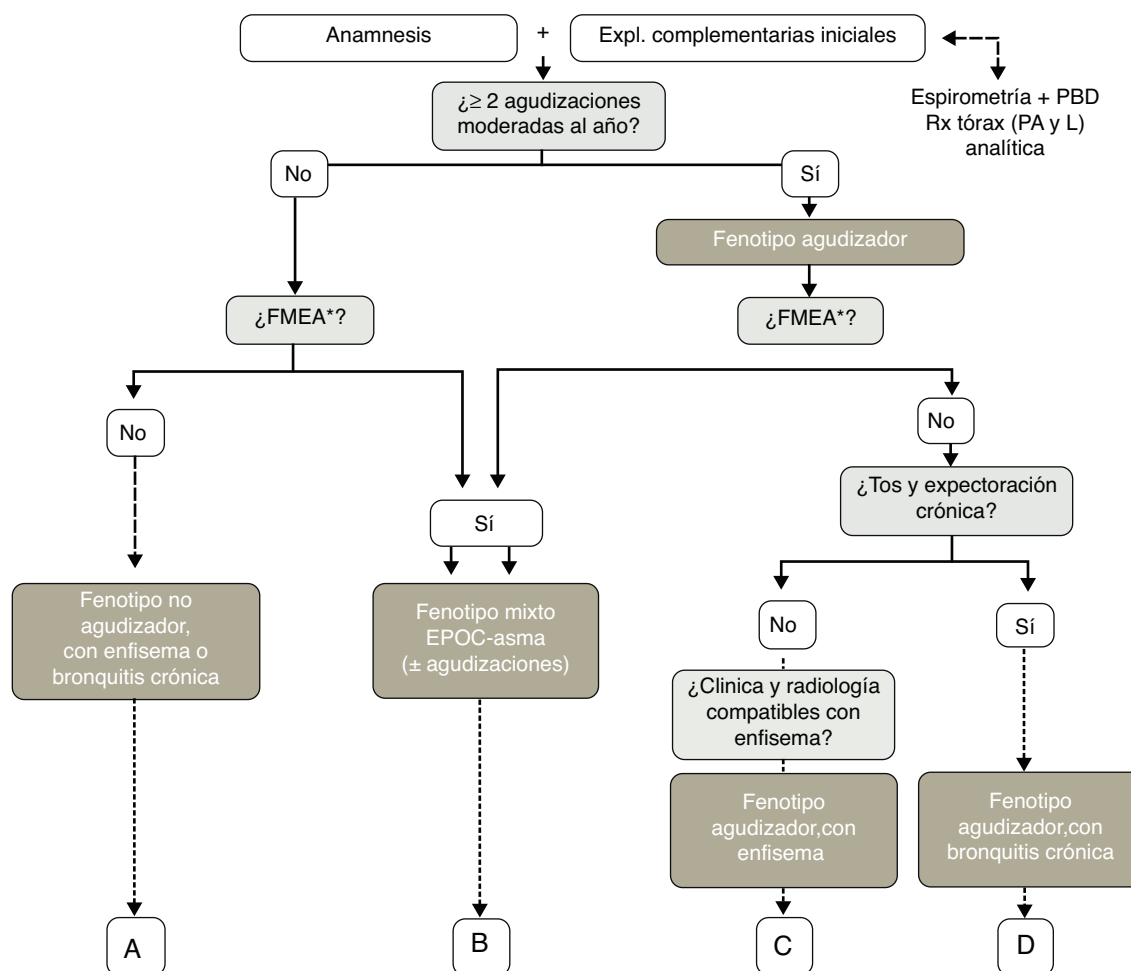 Anamnesis
+
Expl. complementarias iniciales
Espirometría + PBD
Rx tórax (PA y L)
analítica
¿≥ 2 agudizaciones
moderadas al año?
No
Sí
Fenotipo agudizador
¿FMEA*?
¿FMEA*?
No
No
¿Tos y expectoración
crónica?
Sí
No
Sí
Fenotipo no
agudizador,
con enfisema o
bronquitis crónica
Fenotipo mixto
EPOC-asma
(± agudizaciones)
¿Clinica y radiología
compatibles con
enfisema?
Fenotipo
agudizador,con
enfisema
Fenotipo
agudizador,con
bronquitis crónica
A
B
C
D